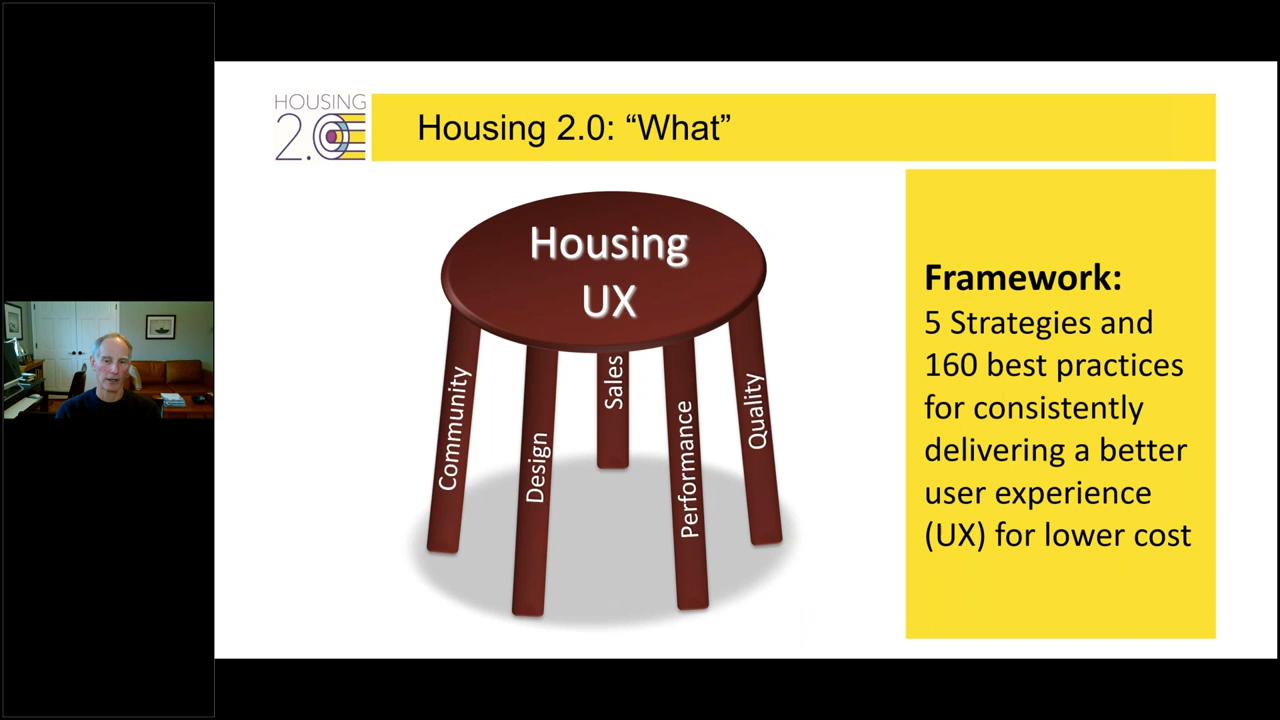 HOUSING
2.0
Housing 2.0: “What”
Housing
UX
Community
Design
Sales
Performance
Quality
Framework:
5 Strategies and
160 best practices
for consistently
delivering a better
user experience
(UX) for lower cost